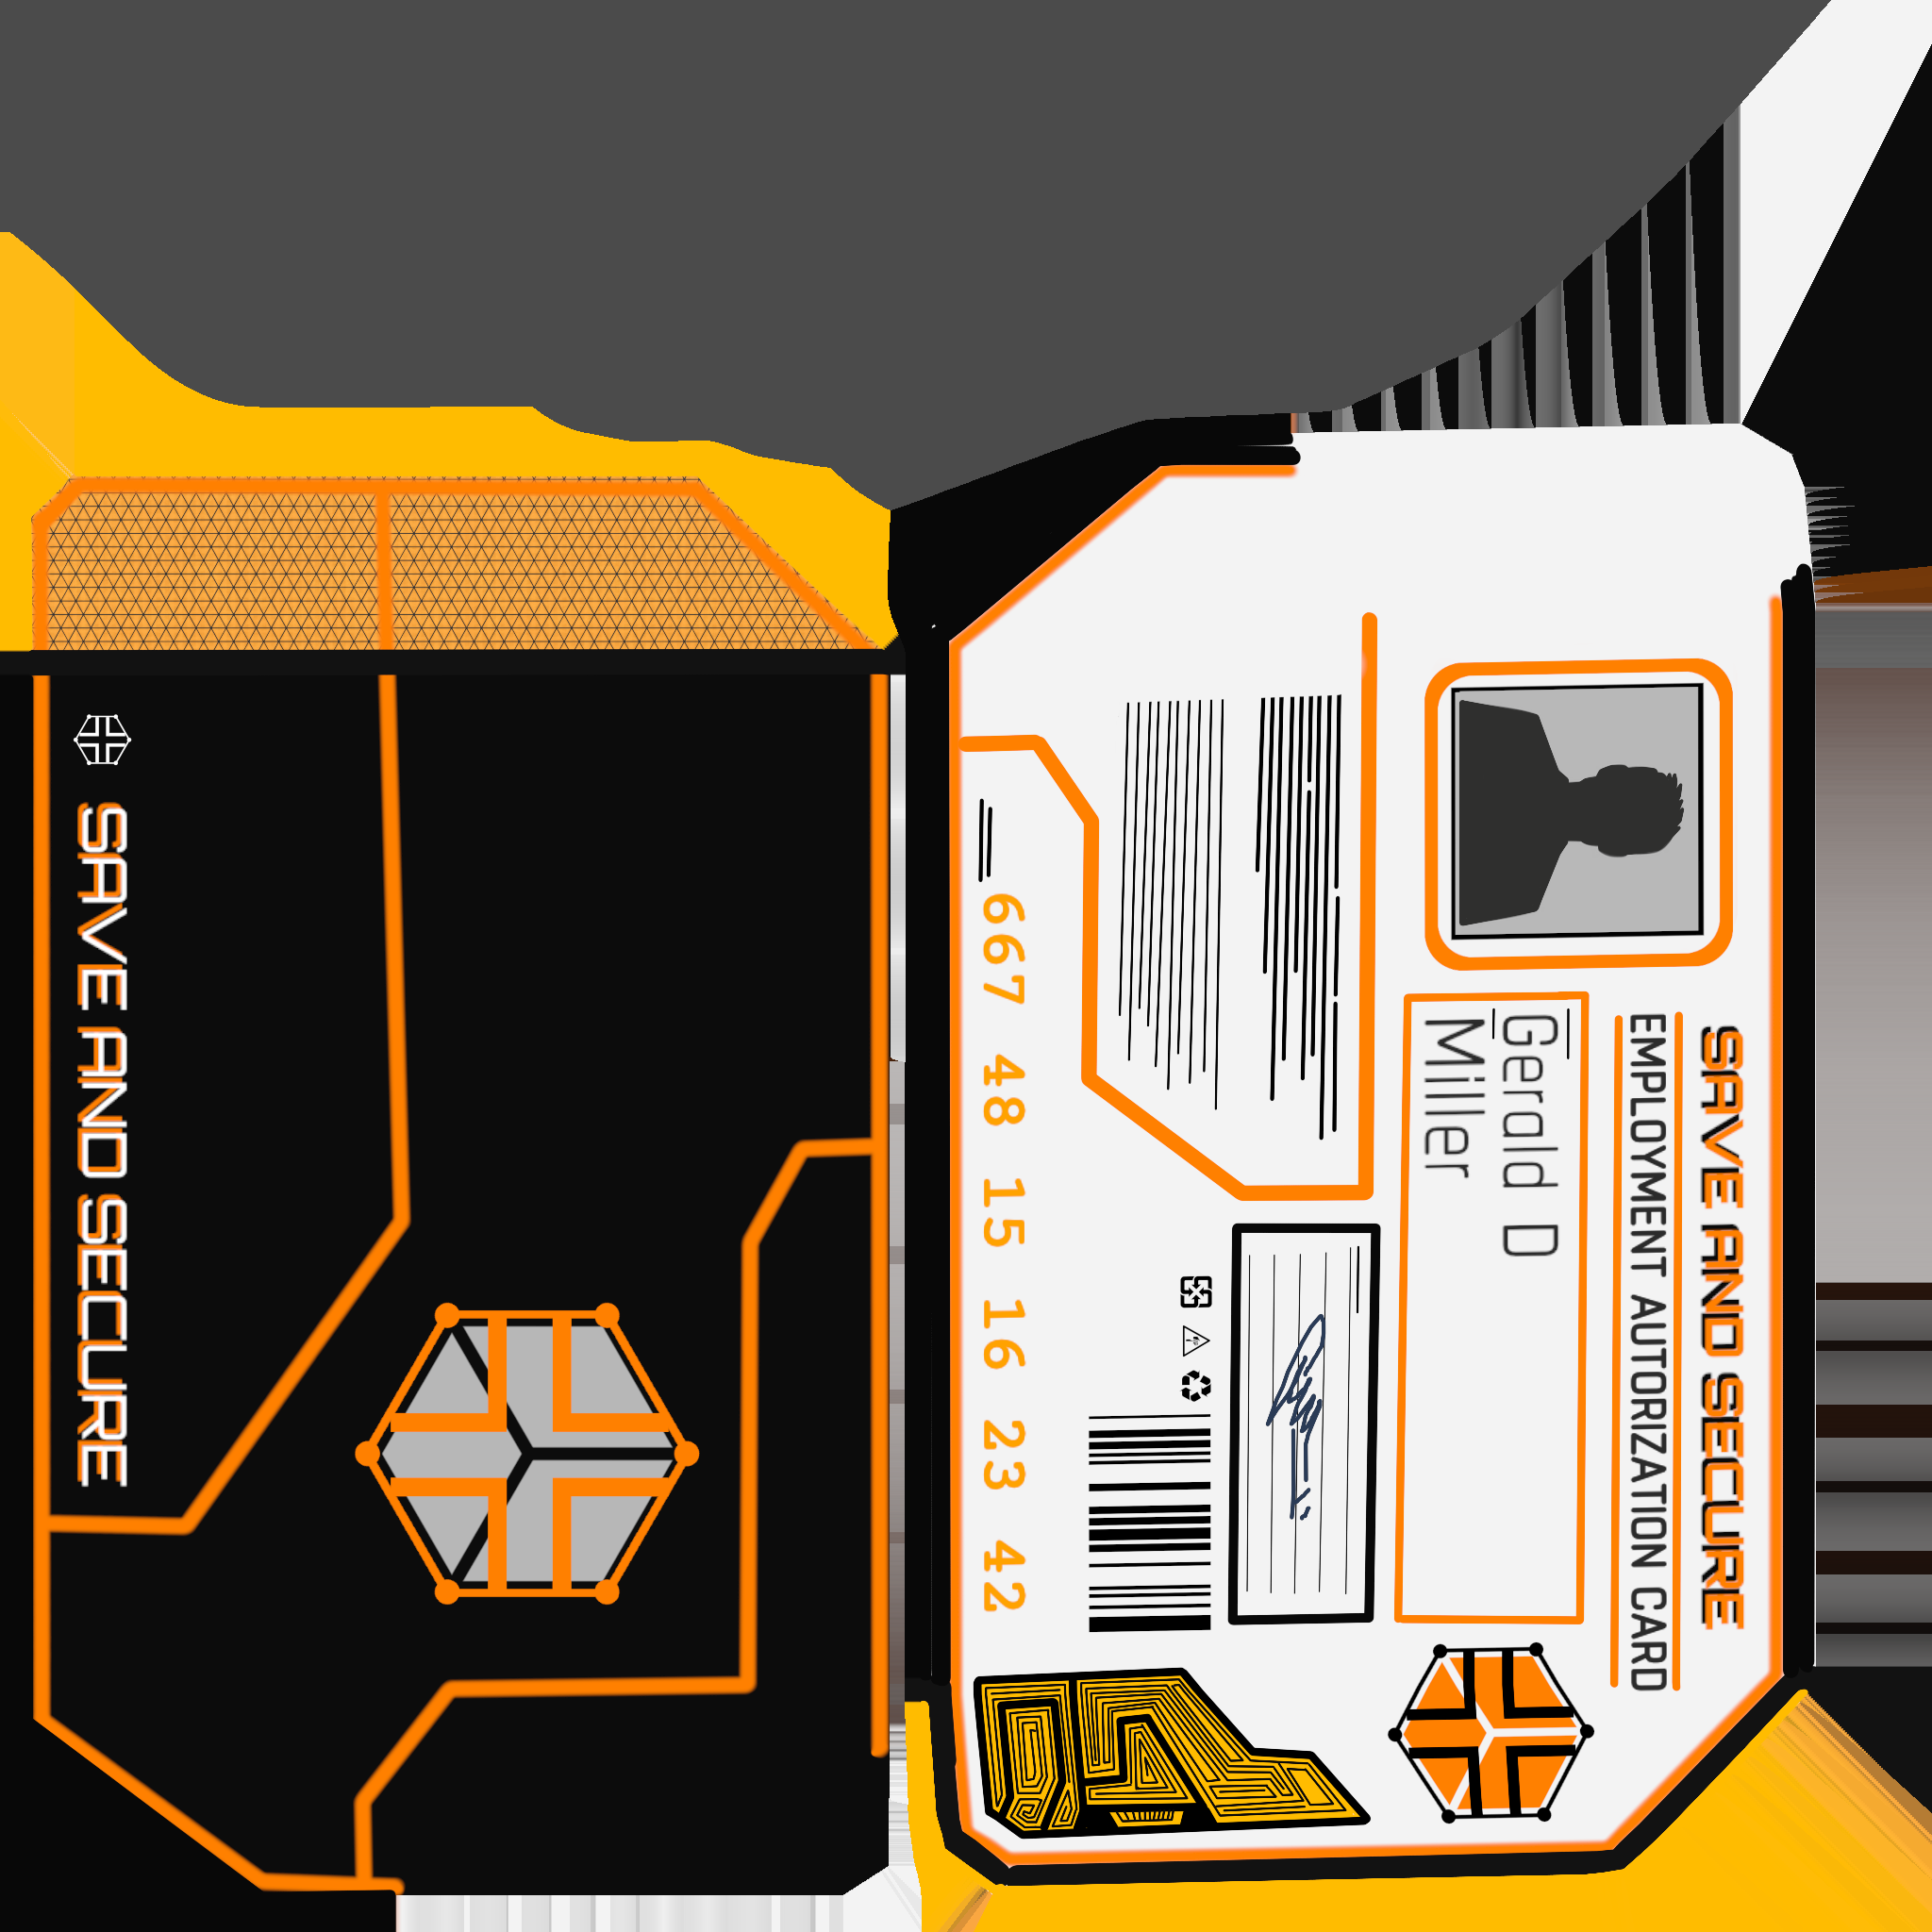 SAVE AND SECURE
SAVE AND SECURE
EMPLOYMENT AUTORIZATION CARD
Gerald D
Miller
667 48 15 16 23 42